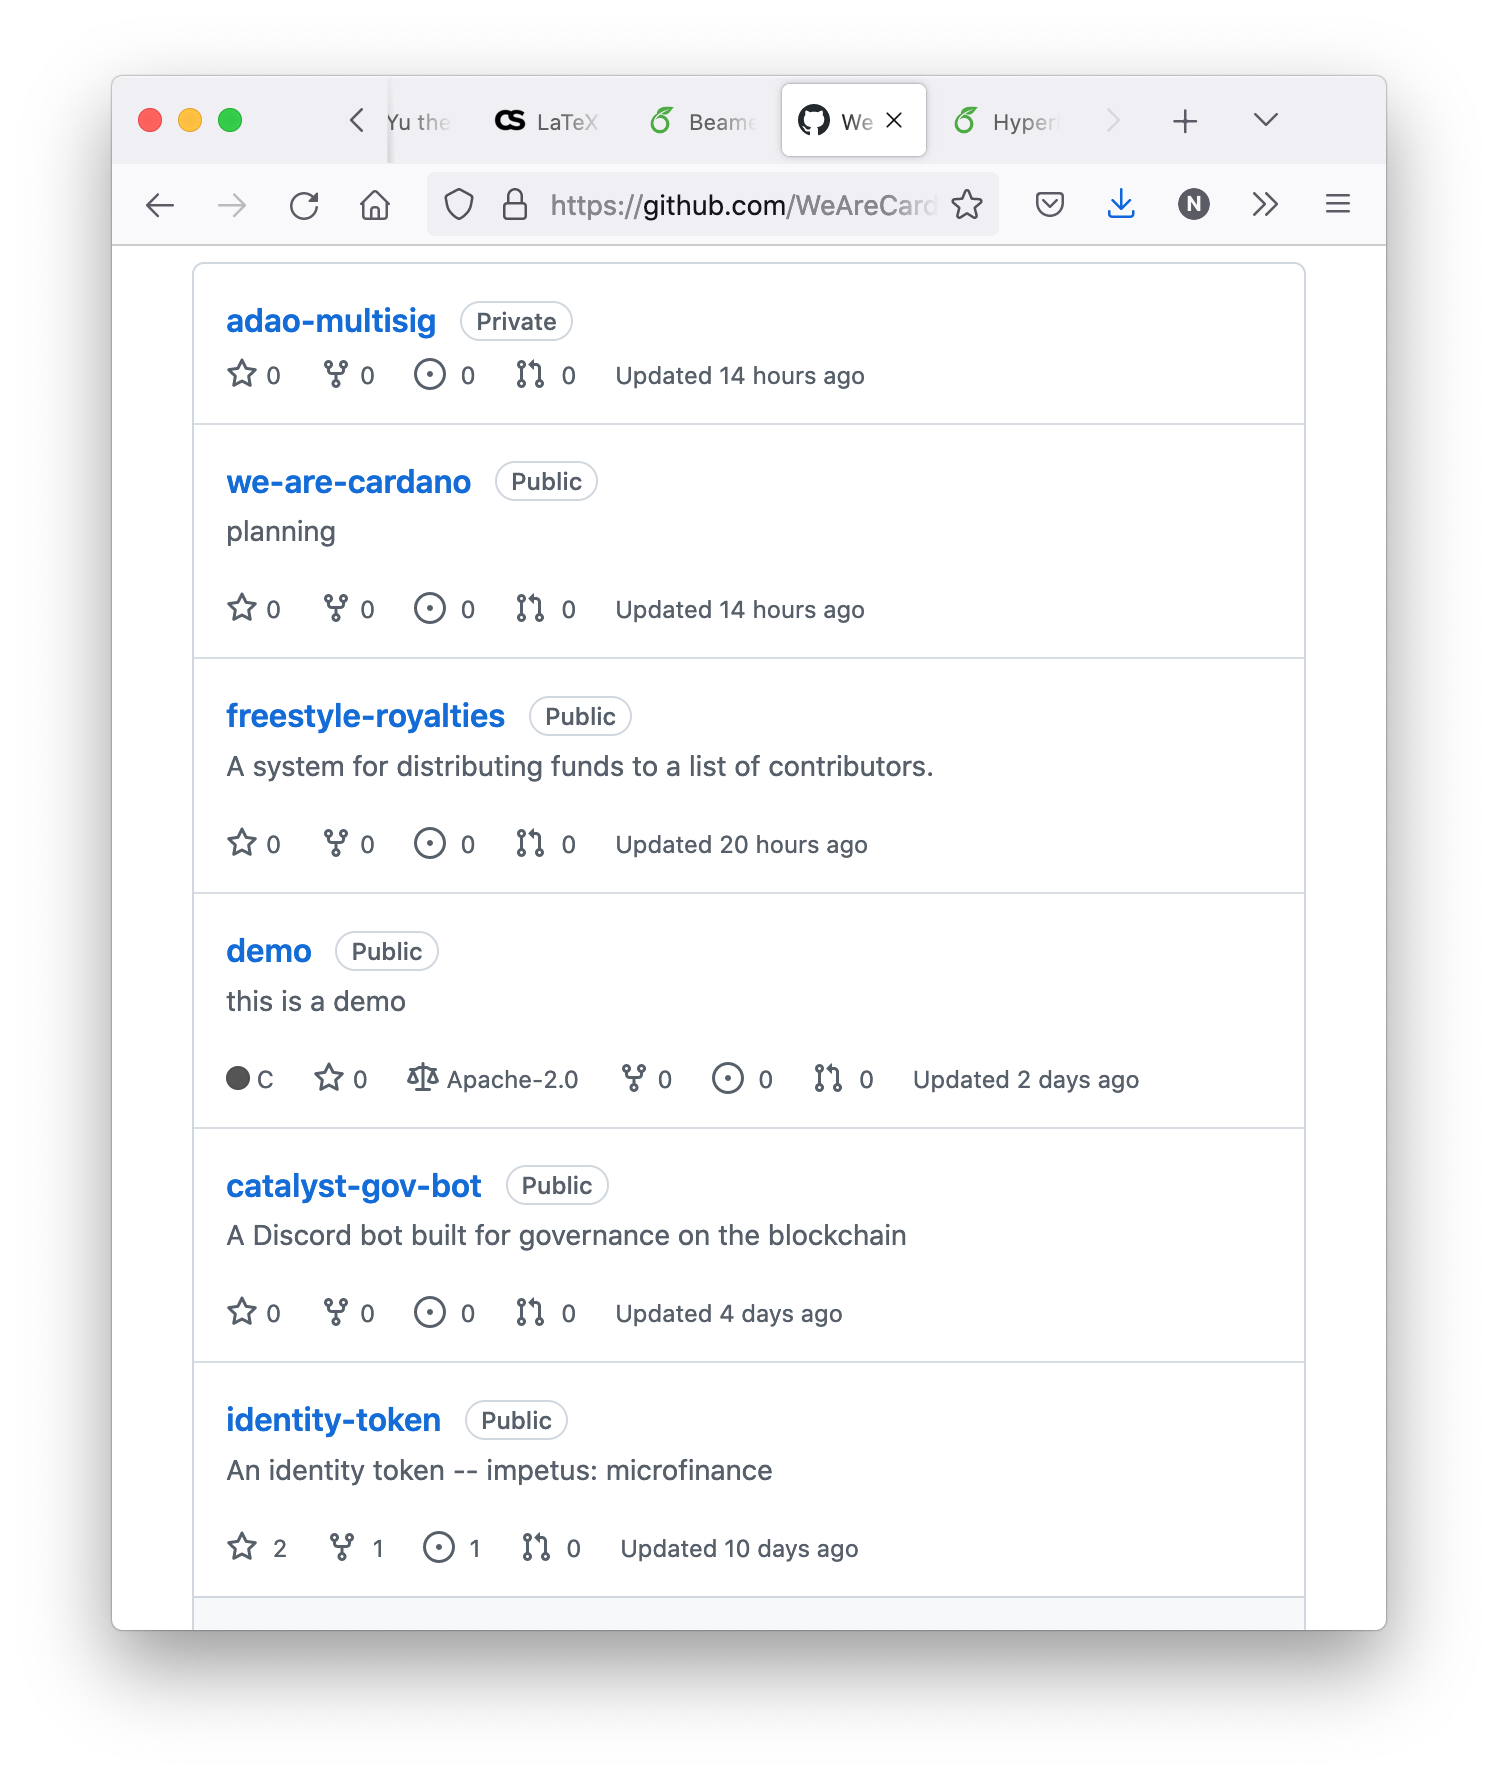 Yu the
CS LaTeX
Beame
We
Hyper
https://github.com/WeAreCard
N
adao-multisig Private
0 0 0 0 Updated 14 hours ago
we-are-cardano Public
planning
0 0 0 0 Updated 14 hours ago
freestyle-royalties Public
A system for distributing funds to a list of contributors.
0 0 0 0 Updated 20 hours ago
demo Public
this is a demo
C 0 Apache-2.0 0 0 0 Updated 2 days ago
catalyst-gov-bot Public
A Discord bot built for governance on the blockchain
0 0 0 0 Updated 4 days ago
identity-token Public
An identity token -- impetus: microfinance
2 1 1 0 Updated 10 days ago